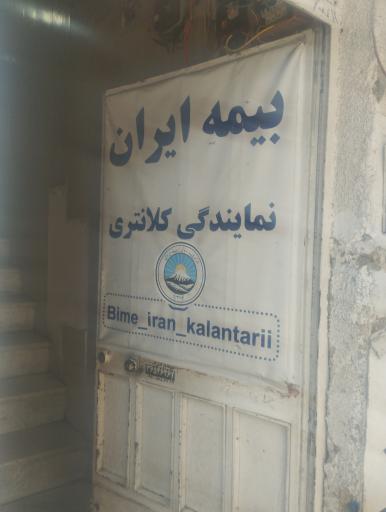 بیمه ایران
نمایندگی کلانتری
Bime_iran_kalantarii